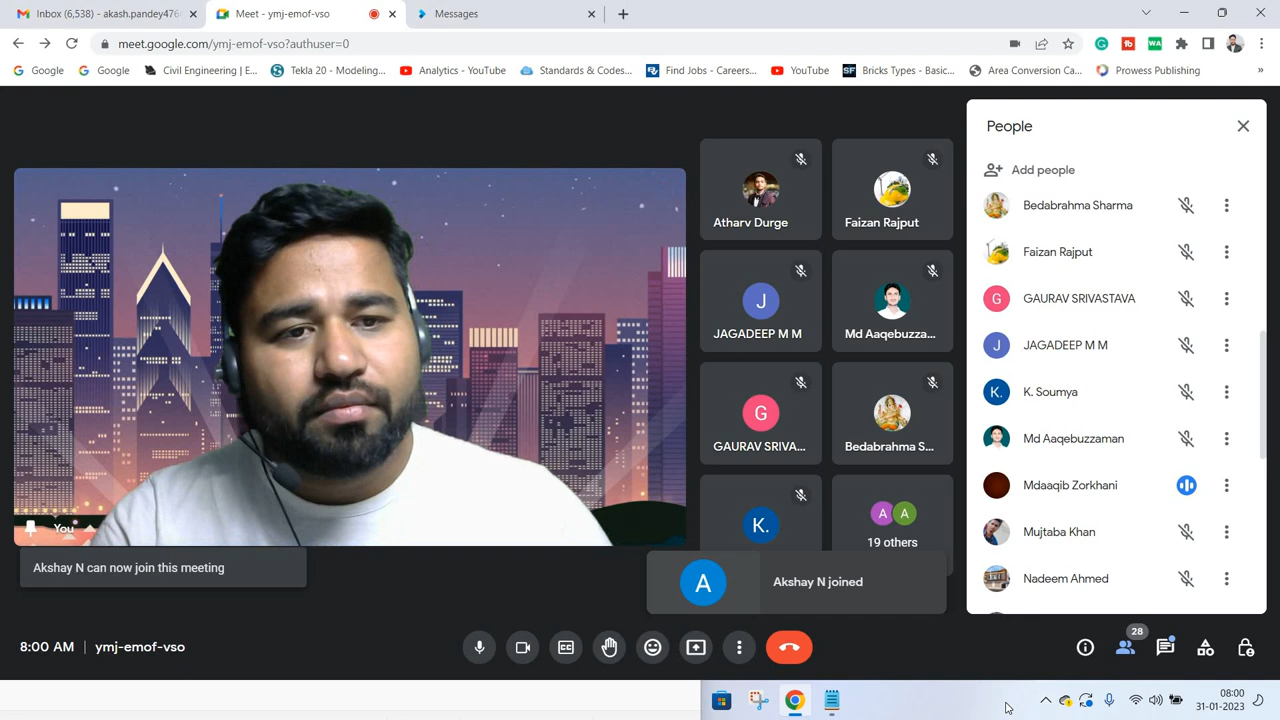 Inbox (6,538) - akash.pandey476
Meet - ymj-emof-vso
Messages
meet.google.com/ymj-emof-vso?authuser=0
Google
Google
Civil Engineering | E...
Tekla 20 - Modeling...
Analytics - YouTube
Standards & Codes...
Find Jobs - Careers...
YouTube
SF
Bricks Types - Basic...
Area Conversion Ca...
Prowess Publishing
»
People
Add people
Bedabrahma Sharma
Faizan Rajput
G
GAURAV SRIVASTAVA
J
JAGADEEP M M
K.
K. Soumya
Md Aaqebuzzaman
Mdaaqib Zorkhani
Mujtaba Khan
Nadeem Ahmed
Atharv Durge
Faizan Rajput
J
JAGADEEP M M
Md Aaqebuzza...
G
GAURAV SRIVA...
Bedabrahma S...
K.
A A
19 others
You
Akshay N can now join this meeting
A
Akshay N joined
8:00 AM | ymj-emof-vso
CC
28
08:00
31-01-2023